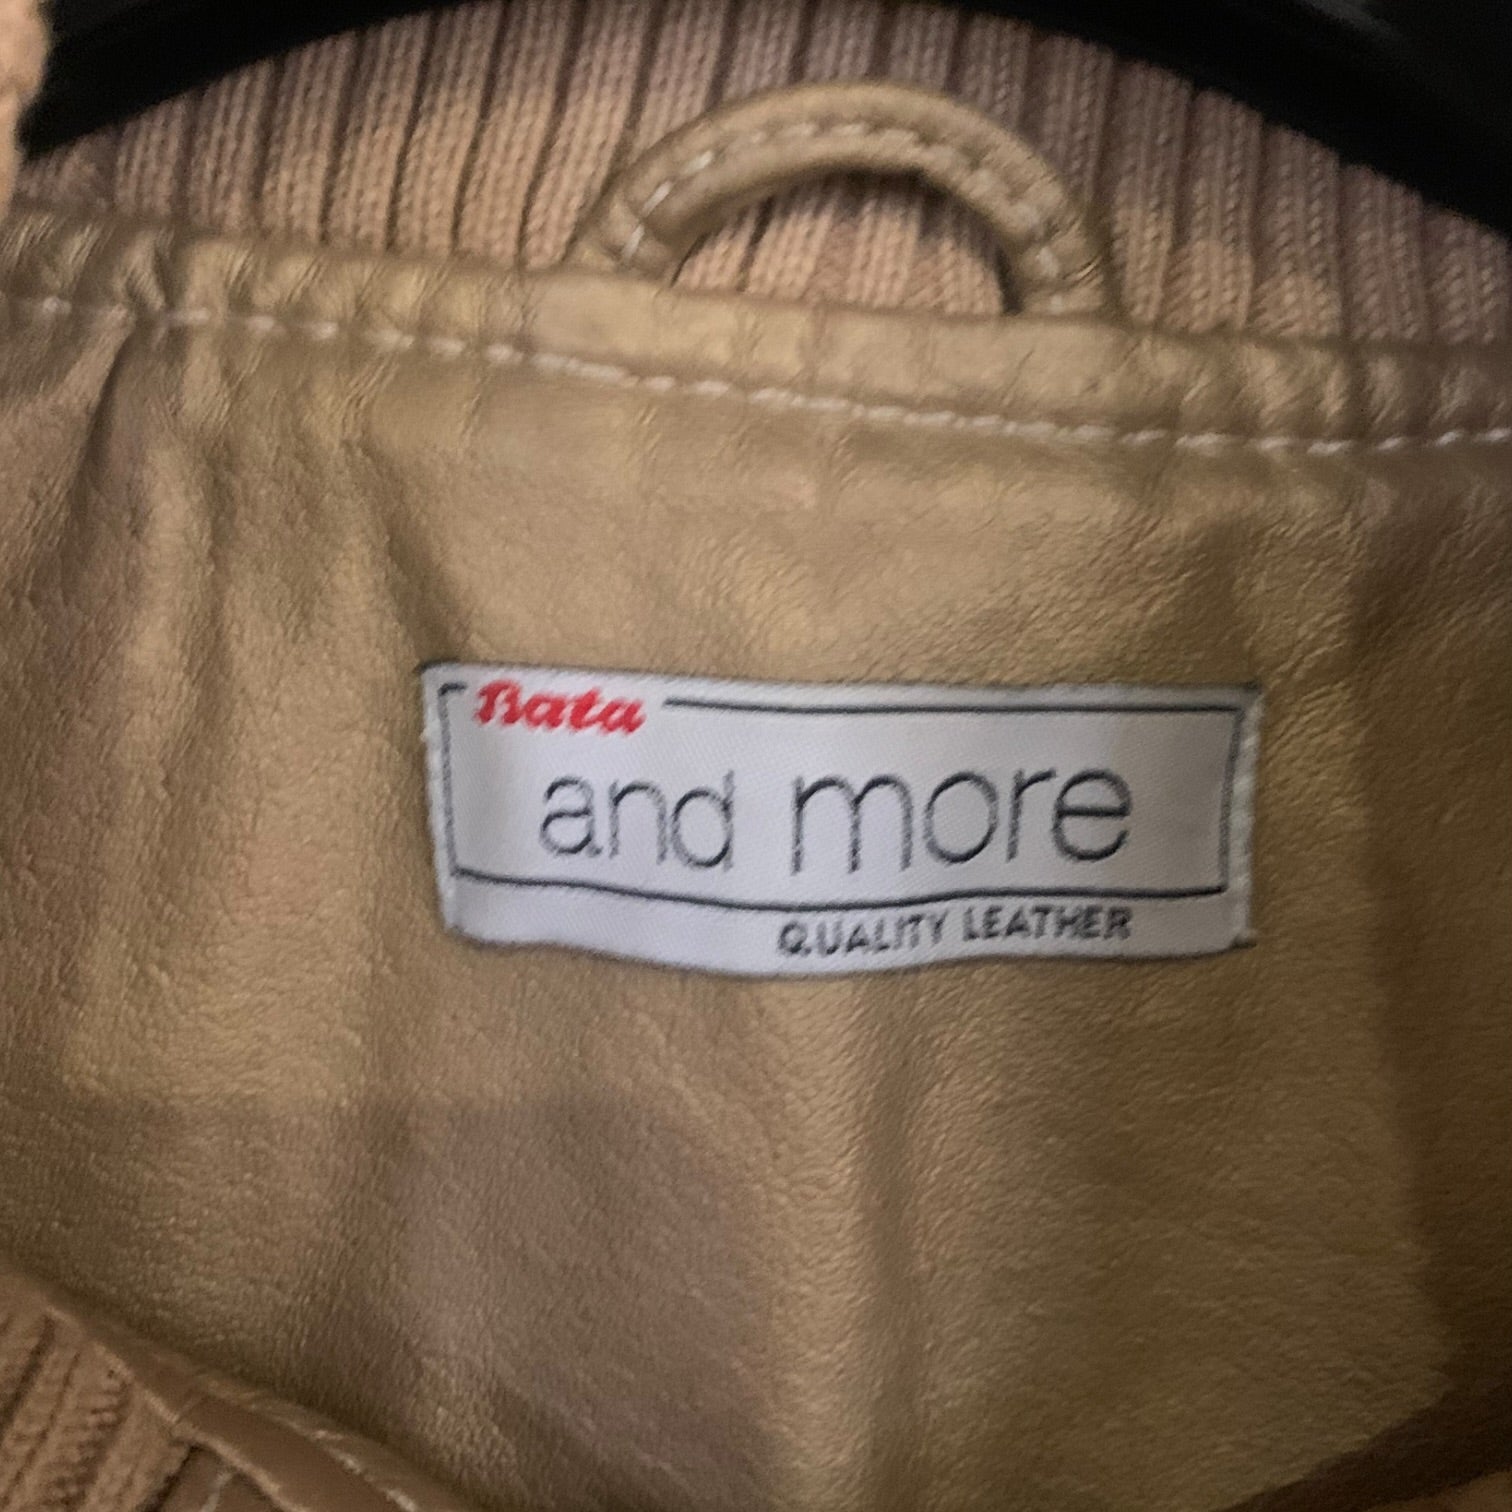 Bata
and more
QUALITY LEATHER